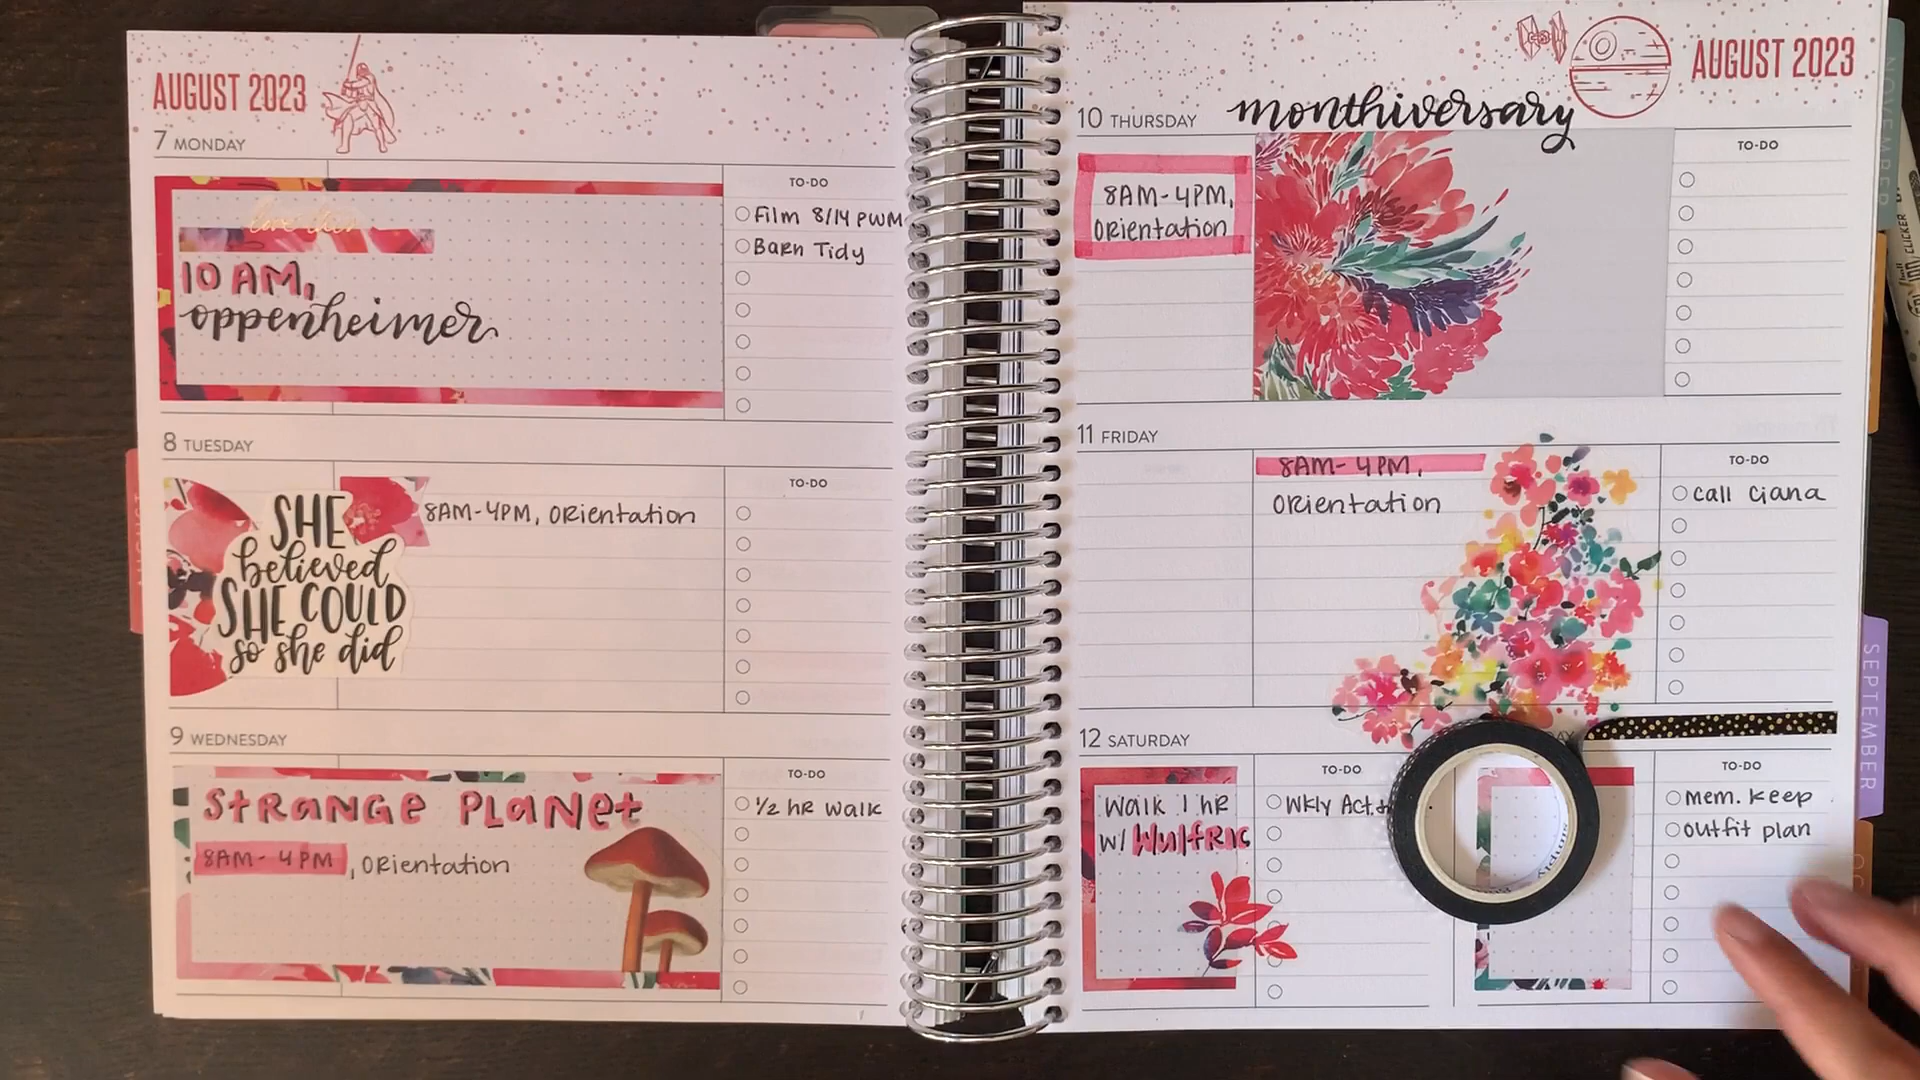 AUGUST 2023
7 MONDAY
10 AM,
oppenheimer
TO-DO
Film 8/14 PWM
Barn Tidy
8 TUESDAY
SHE
believed
SHE COULD
so she did
8AM-4PM, Orientation
TO-DO
9 WEDNESDAY
STRANGE PLANET
8AM-4PM, Orientation
TO-DO
1/2 HR Walk
AUGUST 2023
10 THURSDAY
monthiversary
8AM-4PM,
Orientation
TO-DO
11 FRIDAY
8AM-4PM,
Orientation
TO-DO
call Ciana
12 SATURDAY
Walk 1 HR
w/ Wulfric
TO-DO
Wkly Act.
TO-DO
Mem. Keep
outfit plan
NOVEMBER
SEPTEMBER
AUGUST
CLICKER